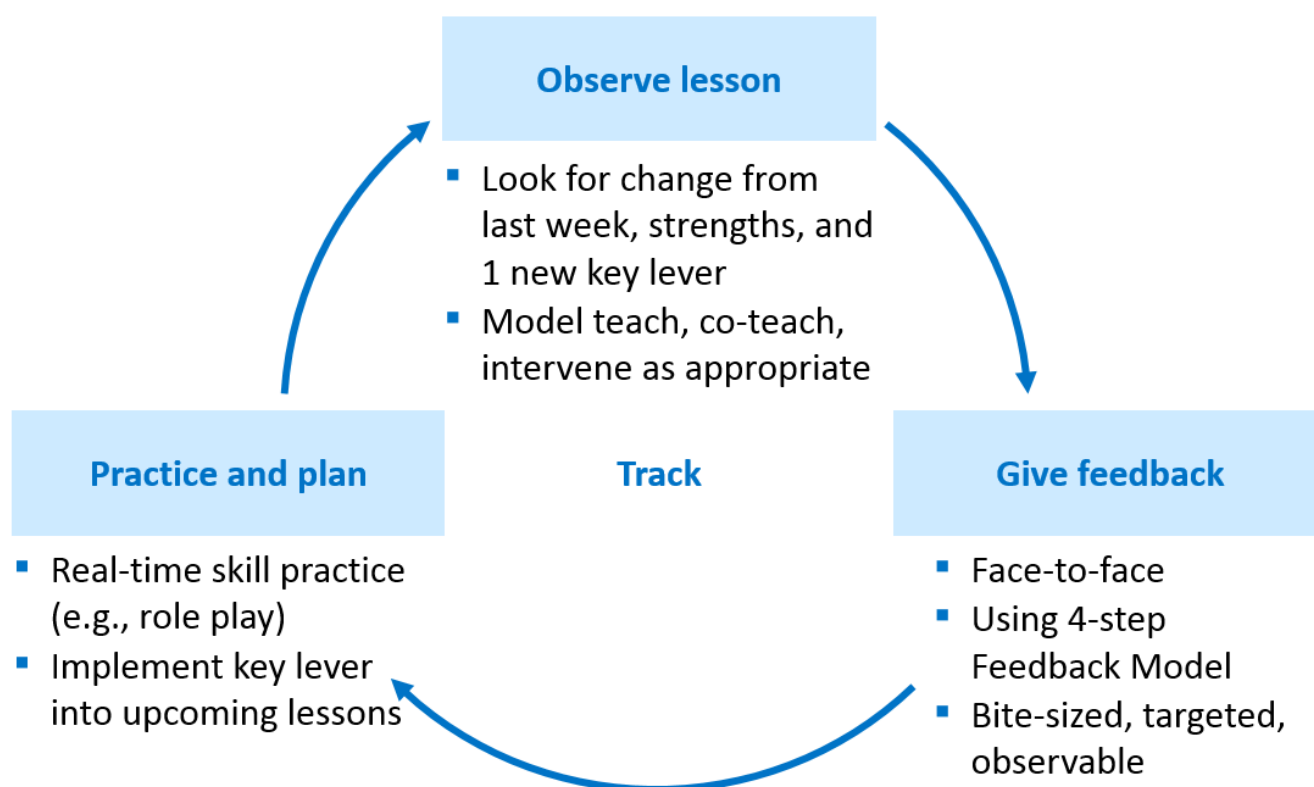 Observe lesson
▪ Look for change from
last week, strengths, and
1 new key lever
▪ Model teach, co-teach,
intervene as appropriate
Practice and plan
Track
Give feedback
▪ Real-time skill practice
(e.g., role play)
▪ Implement key lever
into upcoming lessons
▪ Face-to-face
▪ Using 4-step
Feedback Model
▪ Bite-sized, targeted,
observable